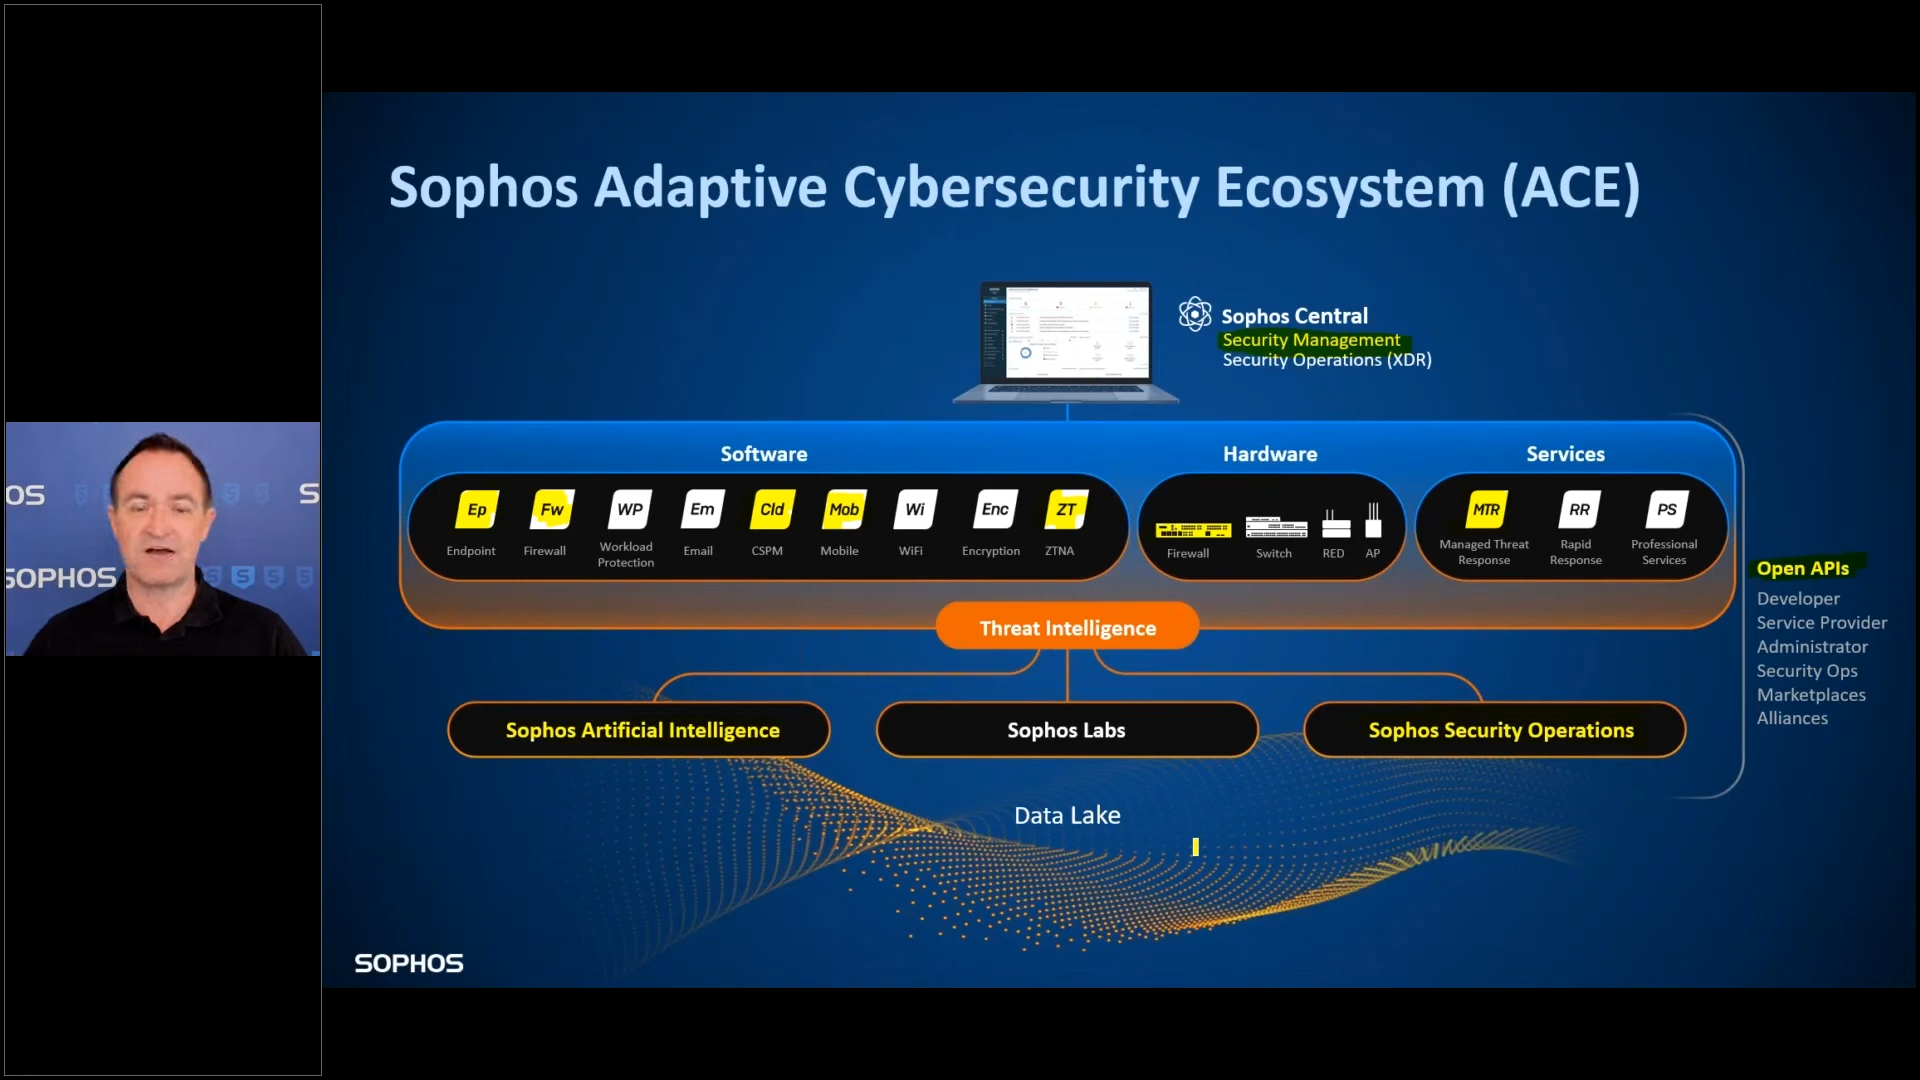 Sophos Adaptive Cybersecurity Ecosystem (ACE)
Sophos Central
Security Management
Security Operations (XDR)
Software
Hardware
Services
Ep
Fw
WP
Em
Cld
Mob
Wi
Enc
ZT
MTR
RR
PS
Endpoint
Firewall
Workload
Protection
Email
CSPM
Mobile
WiFi
Encryption
ZTNA
Firewall
Switch
RED
AP
Managed Threat
Response
Rapid
Response
Professional
Services
Open APIs
Developer
Service Provider
Administrator
Security Ops
Marketplaces
Alliances
Threat Intelligence
Sophos Artificial Intelligence
Sophos Labs
Sophos Security Operations
Data Lake
SOPHOS
OS
S
SOPHOS